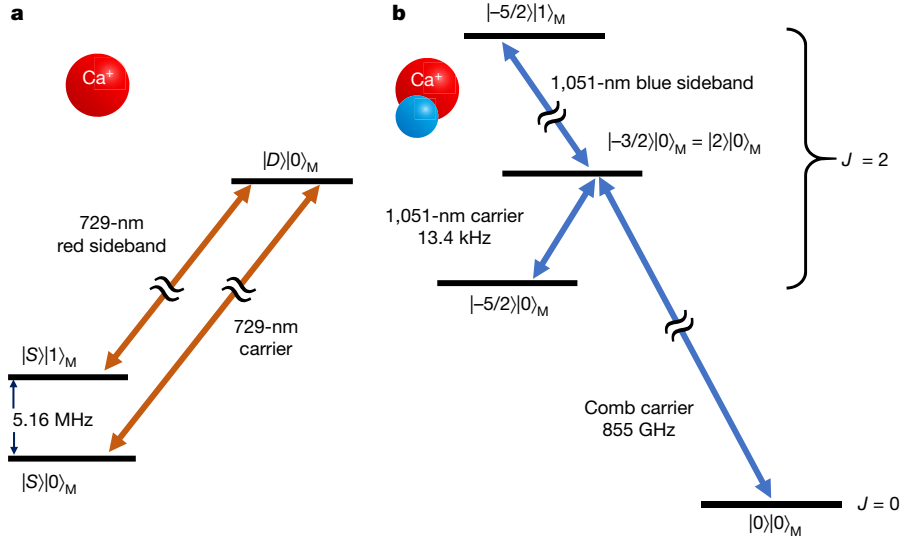 a
Ca+
|D⟩|0⟩M
729-nm
red sideband
729-nm
carrier
|S⟩|1⟩M
5.16 MHz
|S⟩|0⟩M
b
|–5/2⟩|1⟩M
Ca+
1,051-nm blue sideband
|–3/2⟩|0⟩M = |2⟩|0⟩M
J = 2
1,051-nm carrier
13.4 kHz
|–5/2⟩|0⟩M
Comb carrier
855 GHz
J = 0
|0⟩|0⟩M